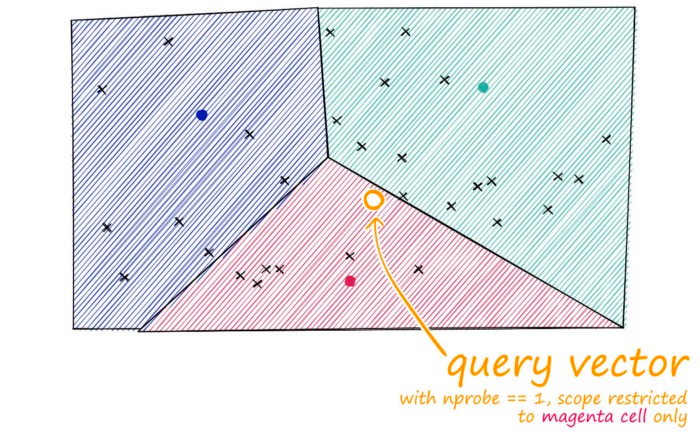 query vector
with nprobe == 1, scope restricted
to magenta cell only